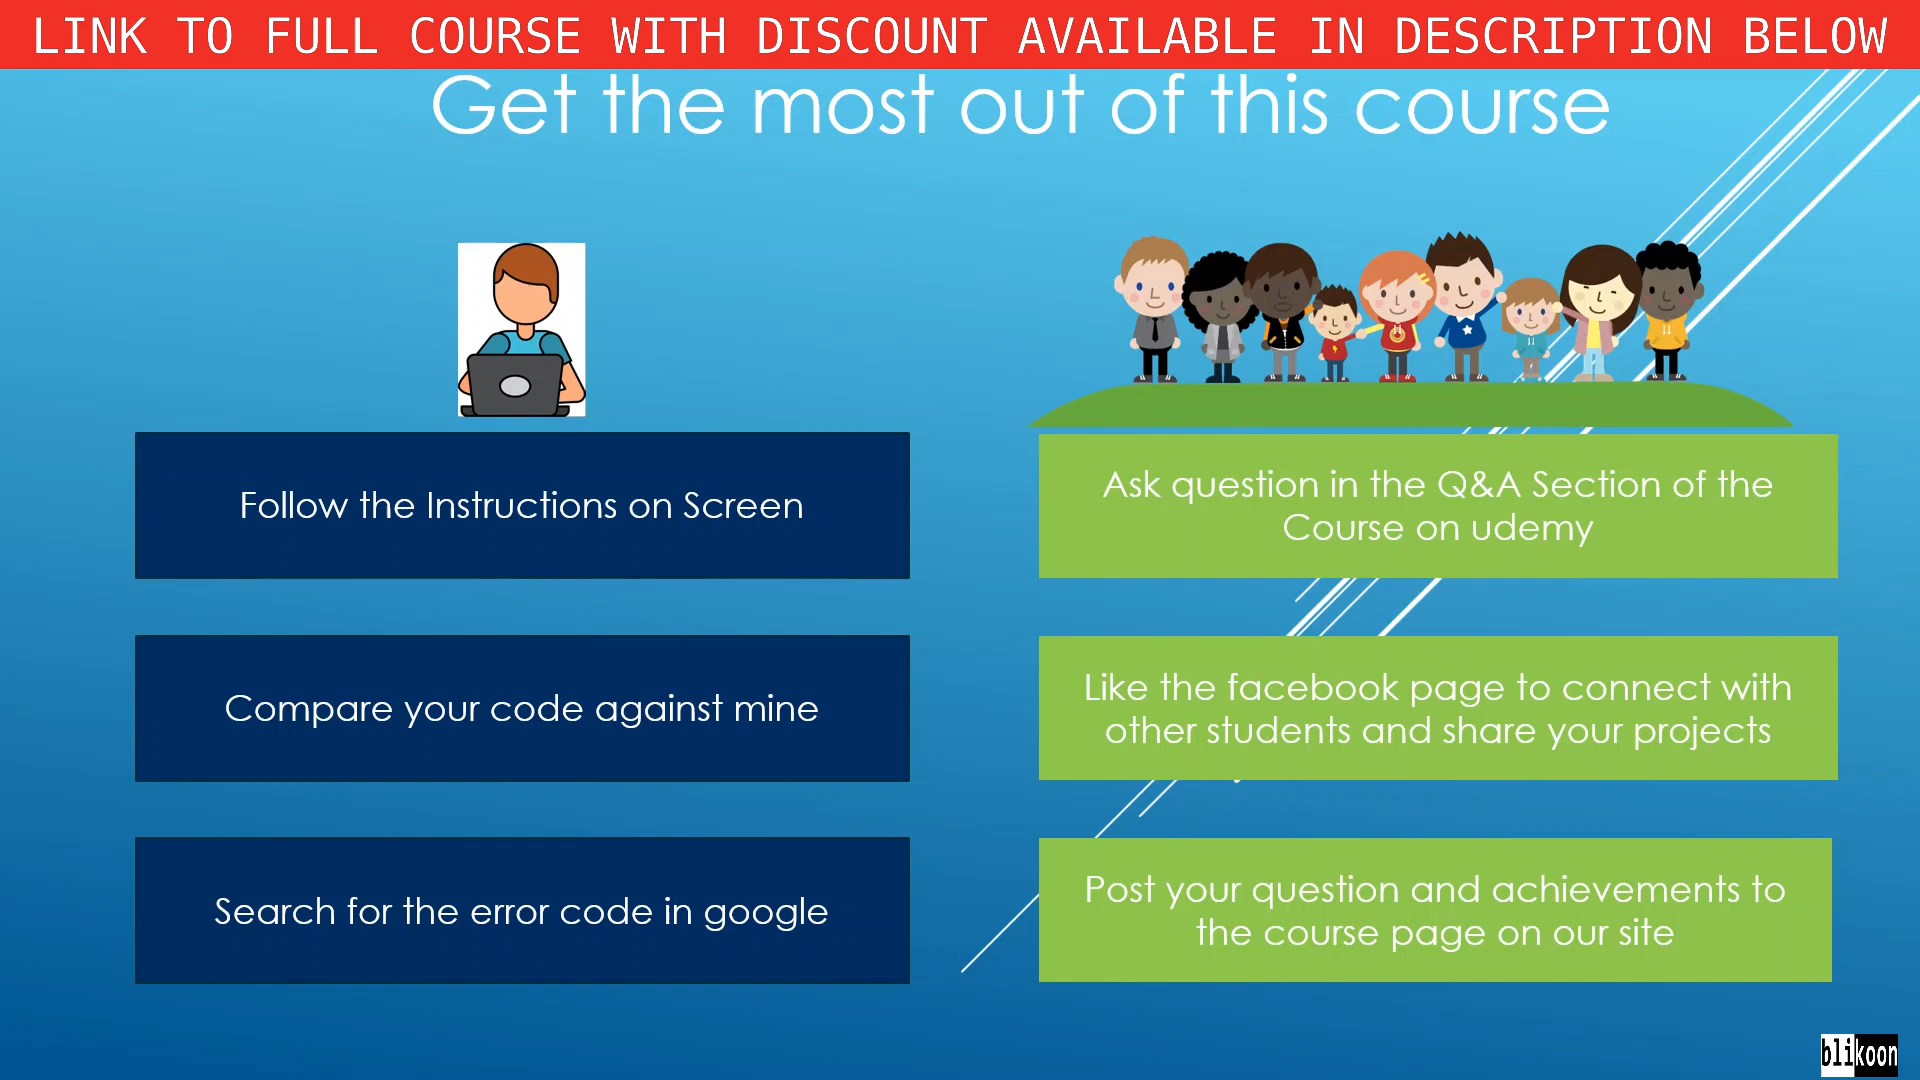 LINK TO FULL COURSE WITH DISCOUNT AVAILABLE IN DESCRIPTION BELOW
Get the most out of this course
Follow the Instructions on Screen
Compare your code against mine
Search for the error code in google
Ask question in the Q&A Section of the
Course on udemy
Like the facebook page to connect with
other students and share your projects
Post your question and achievements to
the course page on our site
blikoon